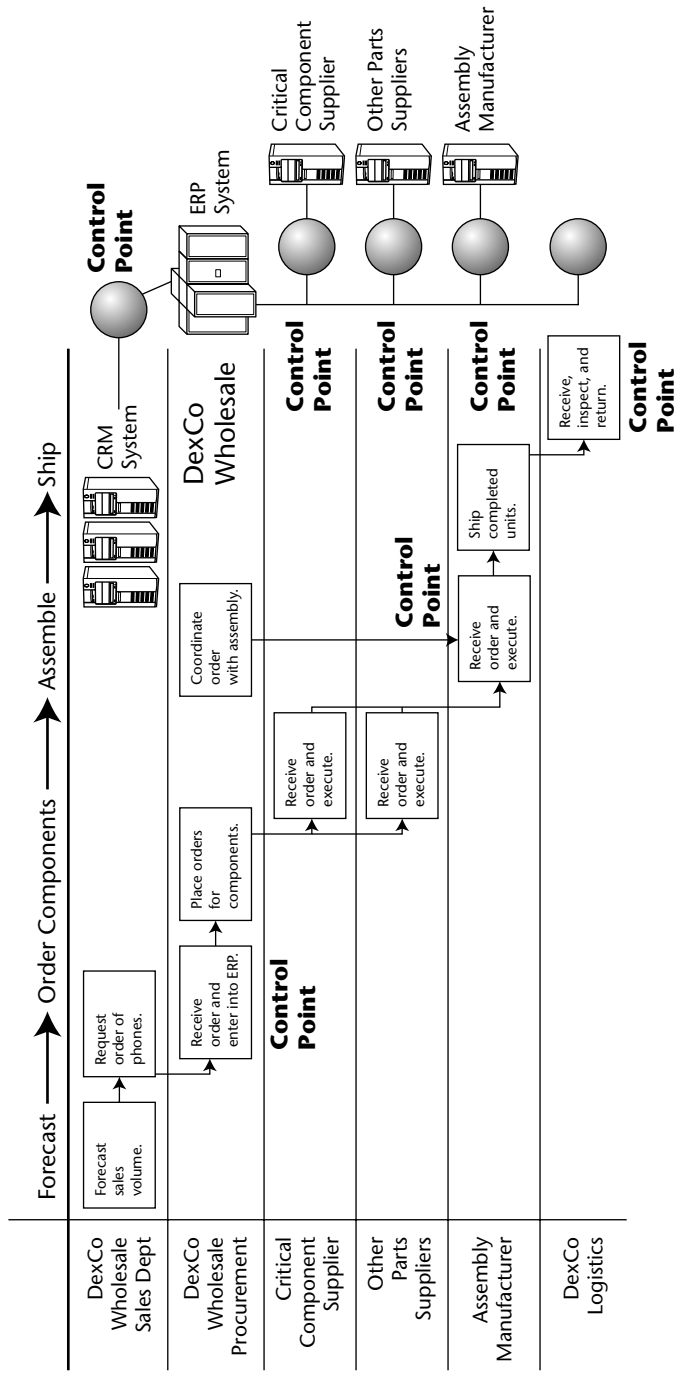 Forecast
Order Components
Assemble
Ship
DexCo
Wholesale
Sales Dept
Forecast
sales
volume.
Request
order of
phones.
CRM
System
Control
Point
DexCo
Wholesale
Procurement
Receive
order and
enter into ERP.
Place orders
for
components.
Coordinate
order
with assembly.
DexCo
Wholesale
ERP
System
Control
Point
Critical
Component
Supplier
Receive
order and
execute.
Control
Point
Critical
Component
Supplier
Other
Parts
Suppliers
Receive
order and
execute.
Control
Point
Control
Point
Other Parts
Suppliers
Assembly
Manufacturer
Receive
order and
execute.
Ship
completed
units.
Control
Point
Assembly
Manufacturer
DexCo
Logistics
Receive,
inspect, and
return.
Control
Point